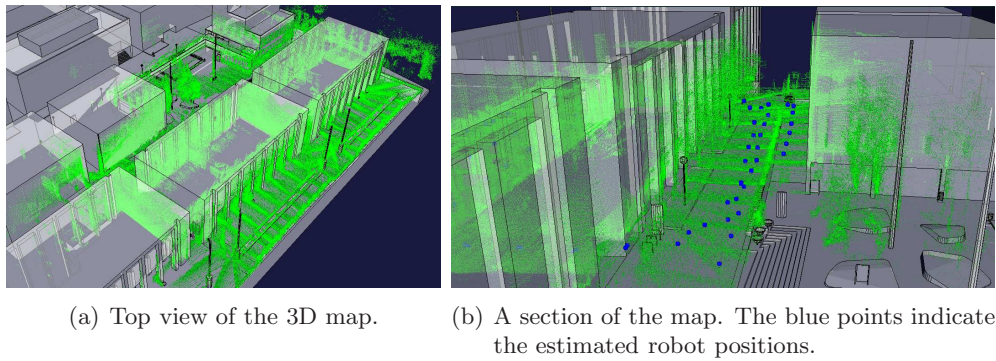 (a) Top view of the 3D map.
(b) A section of the map. The blue points indicate
the estimated robot positions.